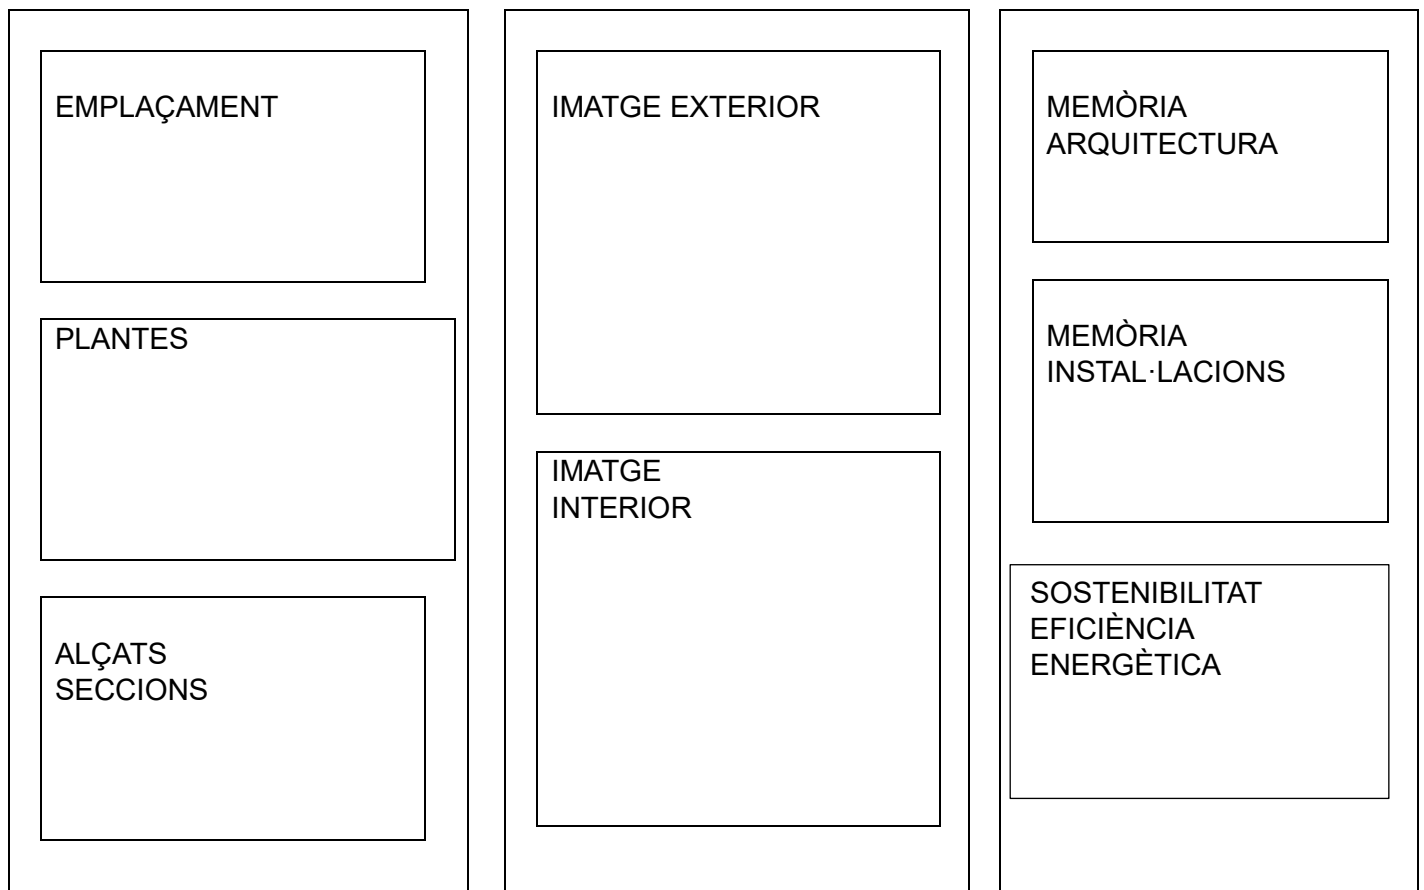 EMPLAÇAMENT
PLANTES
ALÇATS
SECCIONS
IMATGE EXTERIOR
IMATGE
INTERIOR
MEMÒRIA
ARQUITECTURA
MEMÒRIA
INSTAL·LACIONS
SOSTENIBILITAT
EFICIÈNCIA
ENERGÈTICA